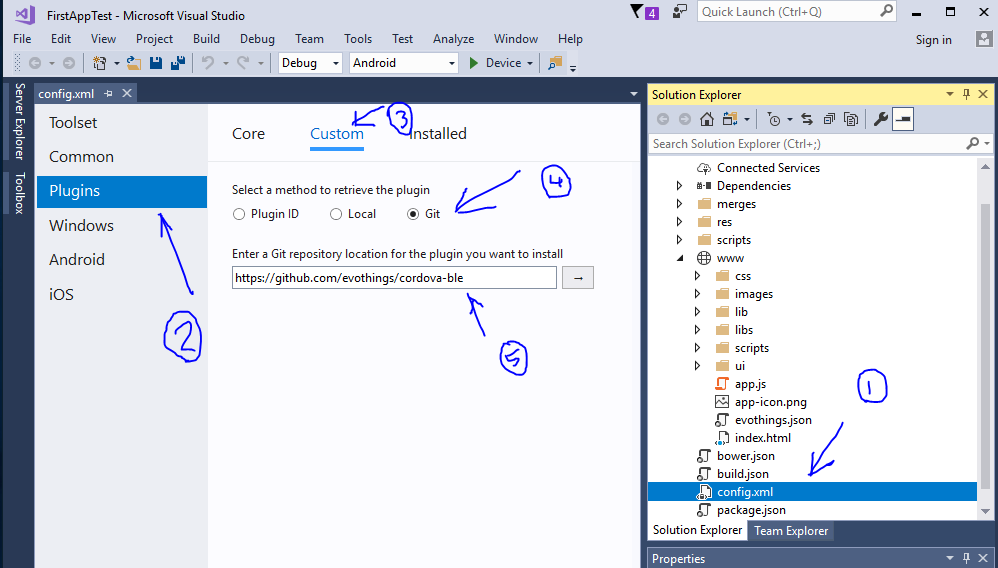 FirstAppTest - Microsoft Visual Studio
4
Quick Launch (Ctrl+Q)
File Edit View Project Build Debug Team Tools Test Analyze Window Help
Sign in
Debug Android Device
Server Explorer
Toolbox
config.xml
Toolset
Common
Plugins
Windows
Android
iOS
2
Core Custom Installed
3
Select a method to retrieve the plugin
Plugin ID Local Git
4
Enter a Git repository location for the plugin you want to install
https://github.com/evothings/cordova-ble
→
5
Solution Explorer
Search Solution Explorer (Ctrl+;)
Connected Services
Dependencies
merges
res
scripts
www
css
images
lib
libs
scripts
ui
app.js
app-icon.png
evothings.json
index.html
bower.json
build.json
config.xml
package.json
1
Solution Explorer Team Explorer
Properties